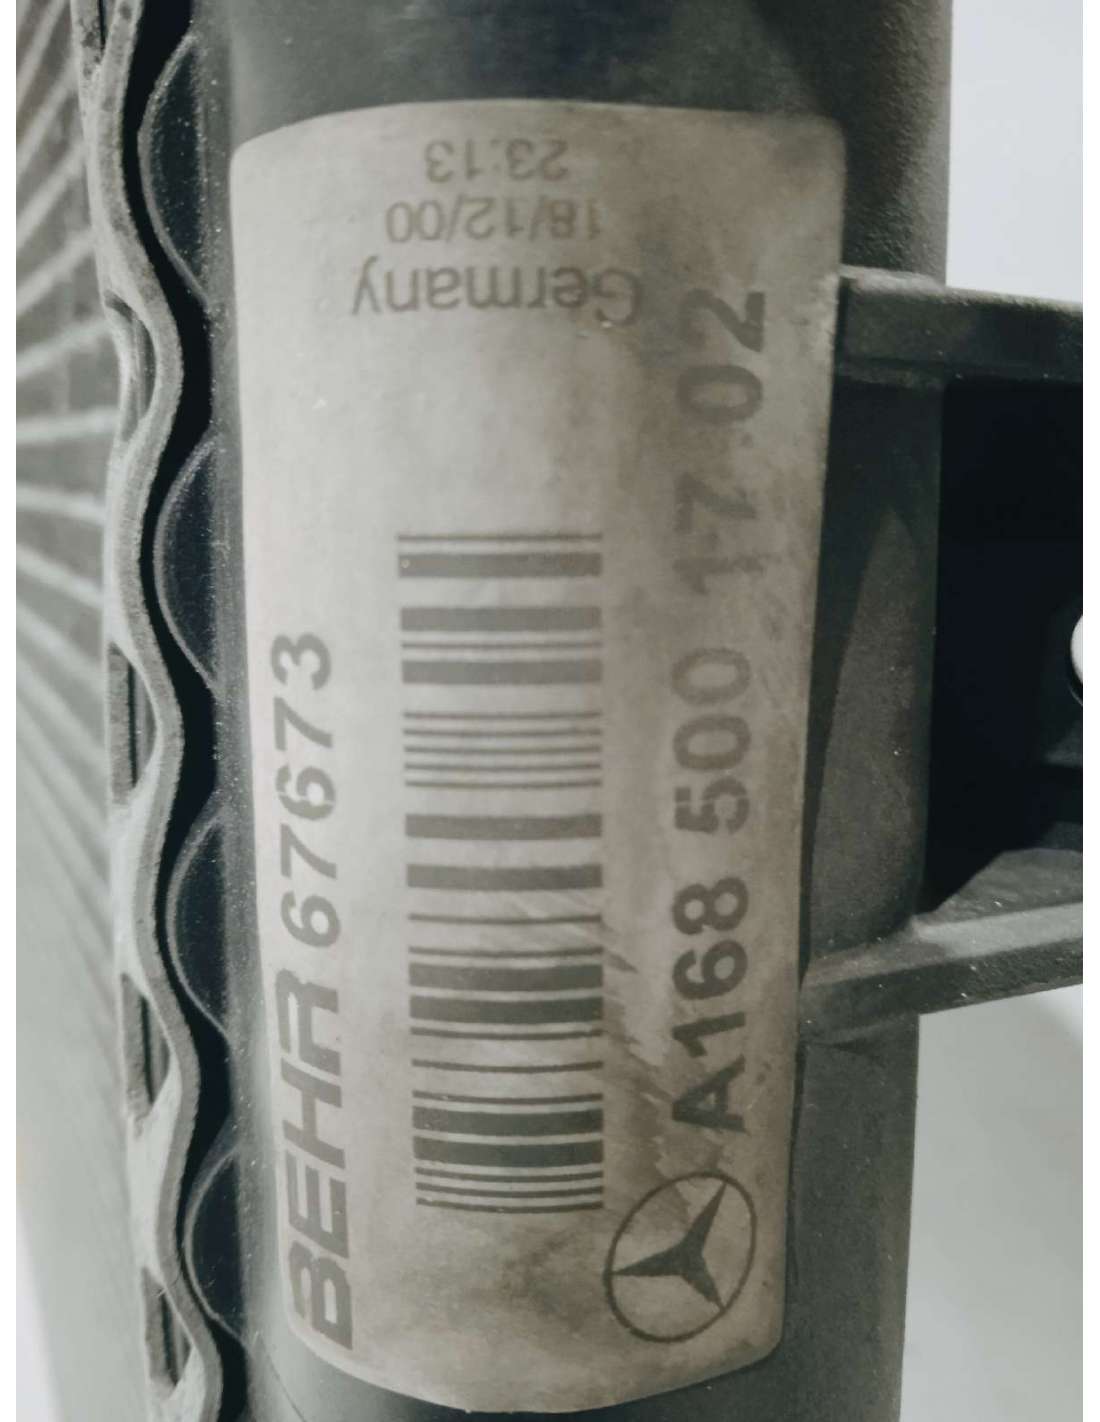 BEHR 67673
A168 500 17 02
Germany
18/12/00
23:13